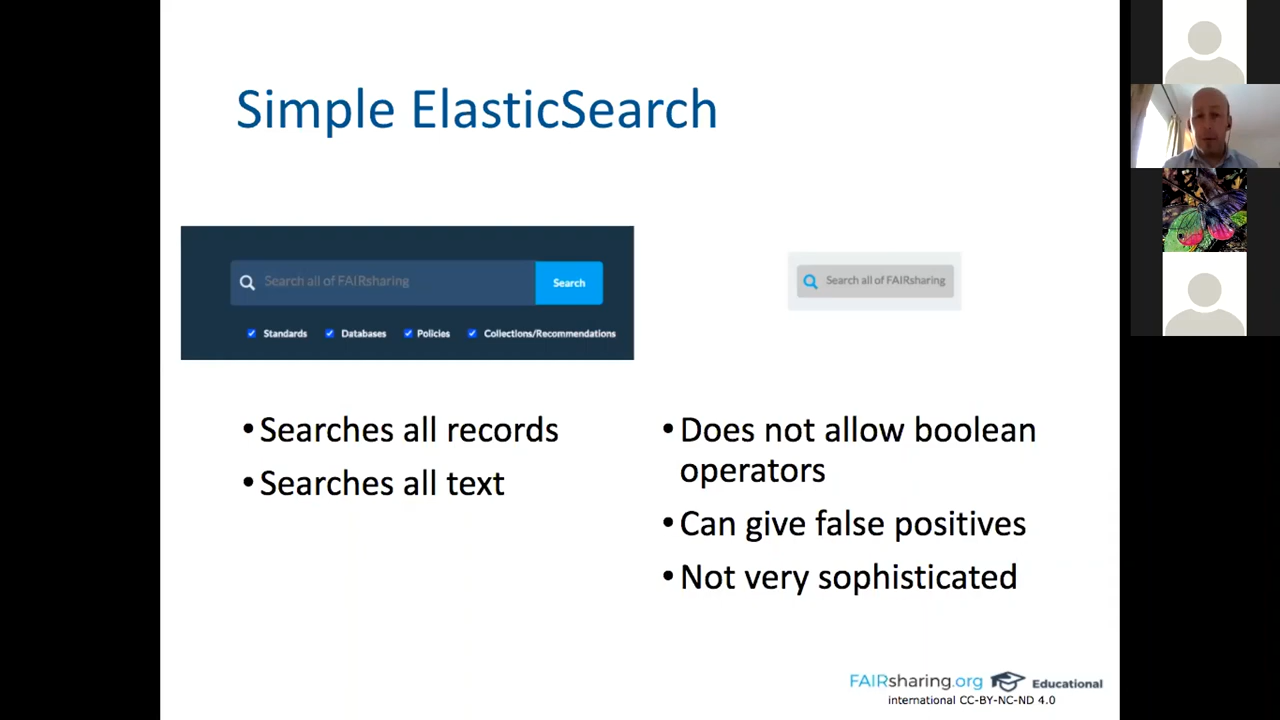 Simple ElasticSearch
Search all of FAIRsharing
Search
Standards Databases Policies Collections/Recommendations
Search all of FAIRsharing
•Searches all records
•Searches all text
•Does not allow boolean
operators
•Can give false positives
•Not very sophisticated
FAIRsharing.org Educational
international CC-BY-NC-ND 4.0